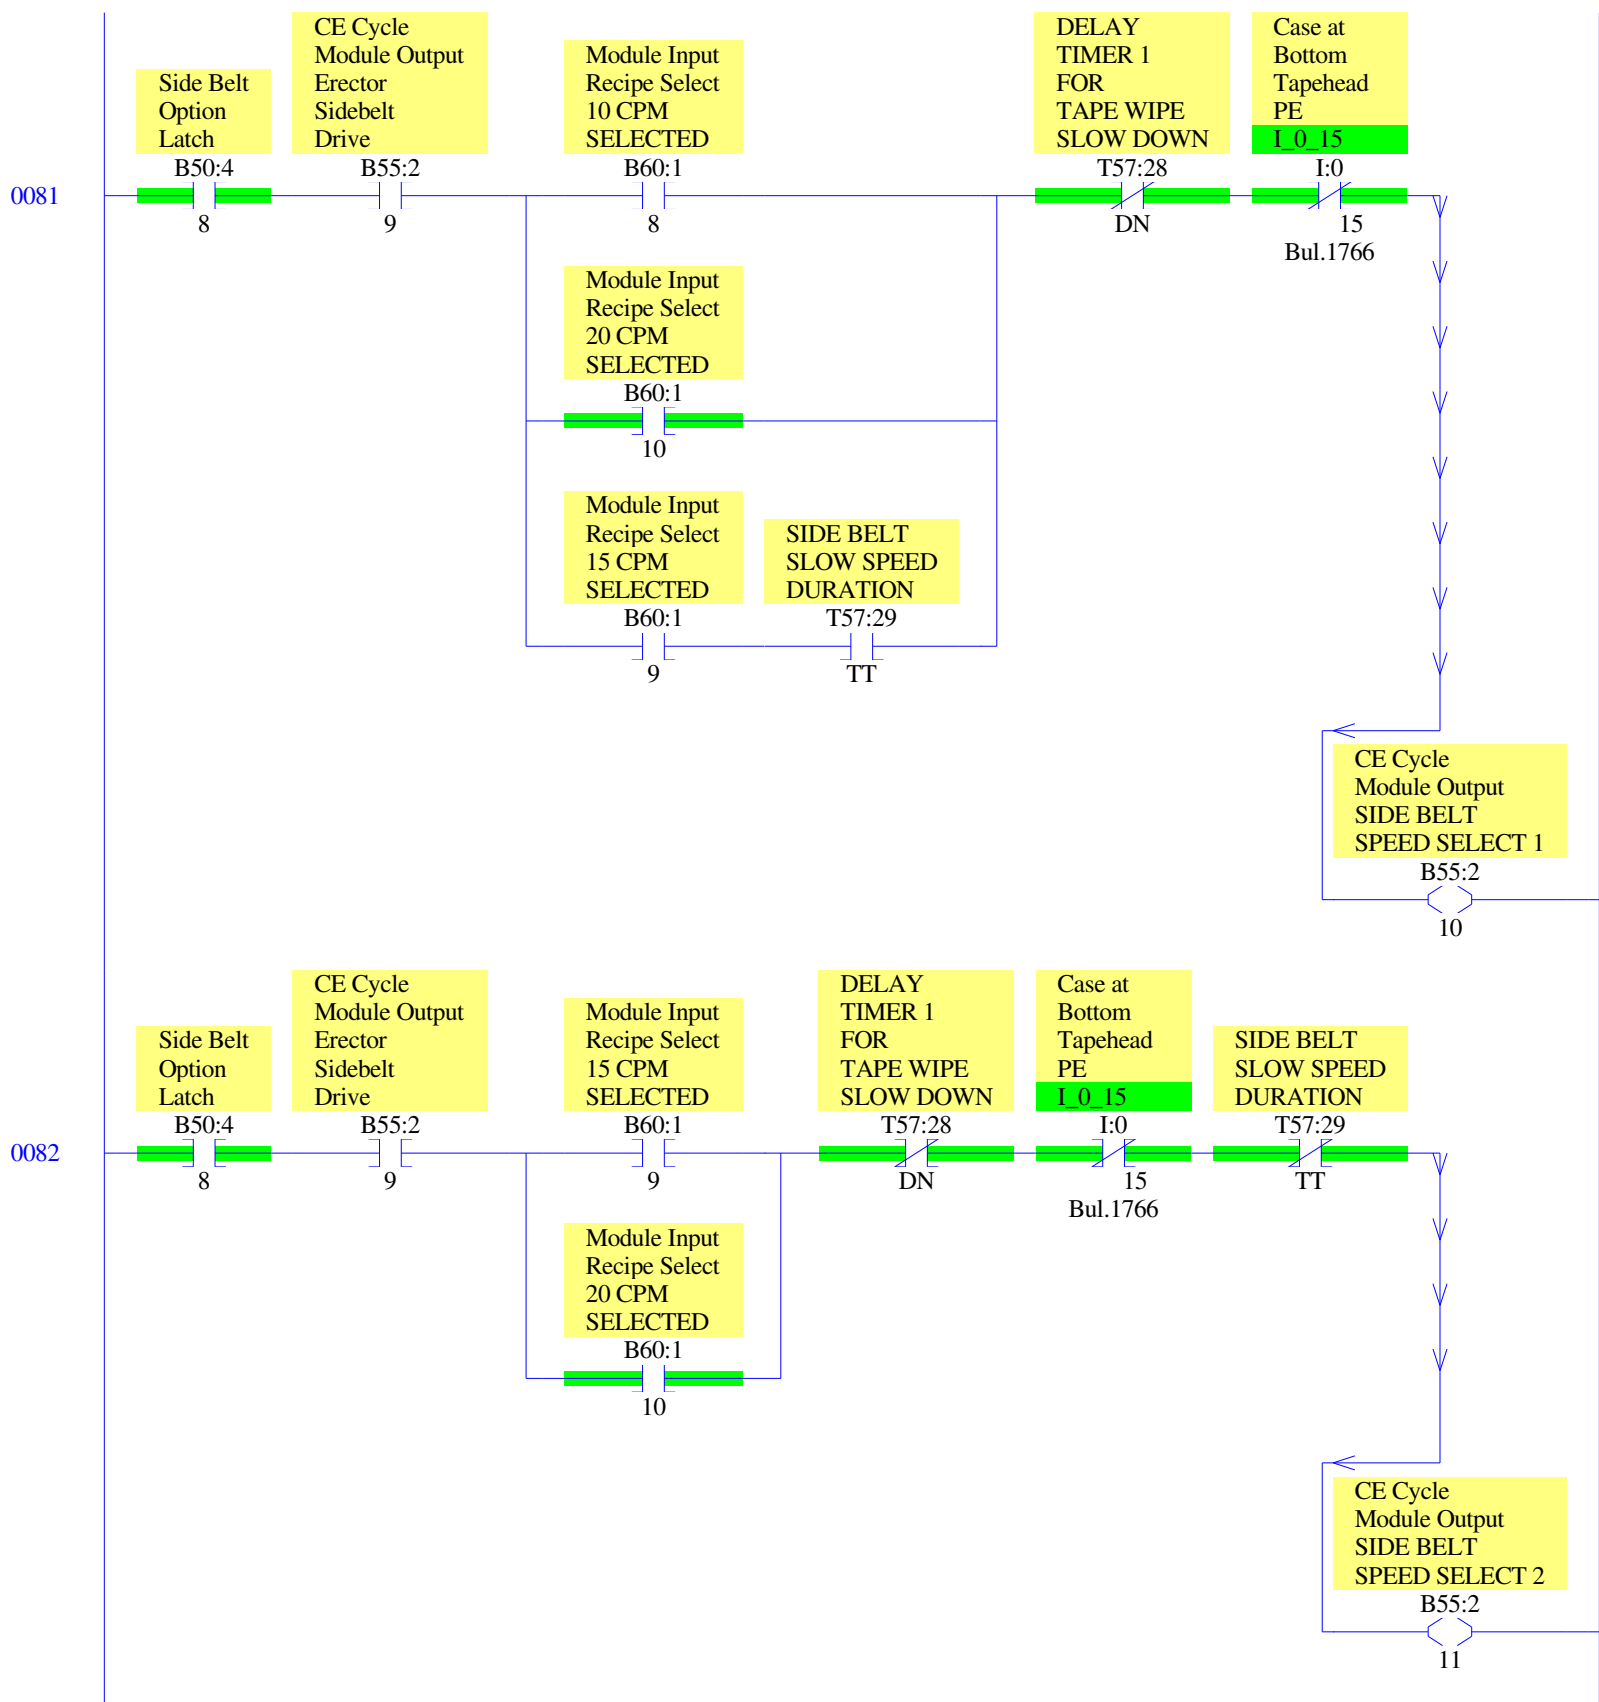 Side Belt
Option
Latch
B50:4
8
CE Cycle
Module Output
Erector
Sidebelt
Drive
B55:2
9
Module Input
Recipe Select
10 CPM
SELECTED
B60:1
8
DELAY
TIMER 1
FOR
TAPE WIPE
SLOW DOWN
T57:28
DN
Case at
Bottom
Tapehead
PE
I_0_15
I:0
15
Bul.1766
0081
Module Input
Recipe Select
20 CPM
SELECTED
B60:1
10
Module Input
Recipe Select
15 CPM
SELECTED
B60:1
9
SIDE BELT
SLOW SPEED
DURATION
T57:29
TT
CE Cycle
Module Output
SIDE BELT
SPEED SELECT 1
B55:2
10
Side Belt
Option
Latch
B50:4
8
CE Cycle
Module Output
Erector
Sidebelt
Drive
B55:2
9
Module Input
Recipe Select
15 CPM
SELECTED
B60:1
9
DELAY
TIMER 1
FOR
TAPE WIPE
SLOW DOWN
T57:28
DN
Case at
Bottom
Tapehead
PE
I_0_15
I:0
15
Bul.1766
SIDE BELT
SLOW SPEED
DURATION
T57:29
TT
0082
Module Input
Recipe Select
20 CPM
SELECTED
B60:1
10
CE Cycle
Module Output
SIDE BELT
SPEED SELECT 2
B55:2
11